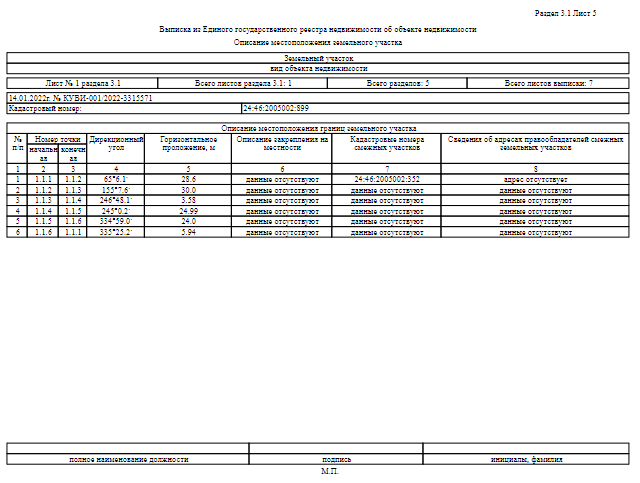 Раздел 3.1 Лист 5
Выписка из Единого государственного реестра недвижимости об объекте недвижимости
Описание местоположения земельного участка
Земельный участок
вид объекта недвижимости
Лист № 1 раздела 3.1 Всего листов раздела 3.1: 1 Всего разделов: 5 Всего листов выписки: 7
14.01.2022г. № КУВИ-001/2022-3315571
Кадастровый номер: 24:46:2005002:899
Описание местоположения границ земельного участка
№ п/п Номер точки Дирекционный угол Горизонтальное проложение, м Описание закрепления на местности Кадастровые номера смежных участков Сведения об адресах правообладателей смежных земельных участков
начальная конечная
1 2 3 4 5 6 7 8
1 1.1.1 1.1.2 65°6.1` 28.6 данные отсутствуют 24:46:2005002:352 адрес отсутствует
2 1.1.2 1.1.3 155°7.6` 30.0 данные отсутствуют данные отсутствуют данные отсутствуют
3 1.1.3 1.1.4 246°48.1` 3.58 данные отсутствуют данные отсутствуют данные отсутствуют
4 1.1.4 1.1.5 245°0.2` 24.99 данные отсутствуют данные отсутствуют данные отсутствуют
5 1.1.5 1.1.6 334°59.0` 24.0 данные отсутствуют данные отсутствуют данные отсутствуют
6 1.1.6 1.1.1 335°25.2` 5.94 данные отсутствуют данные отсутствуют данные отсутствуют
полное наименование должности подпись инициалы, фамилия
М.П.